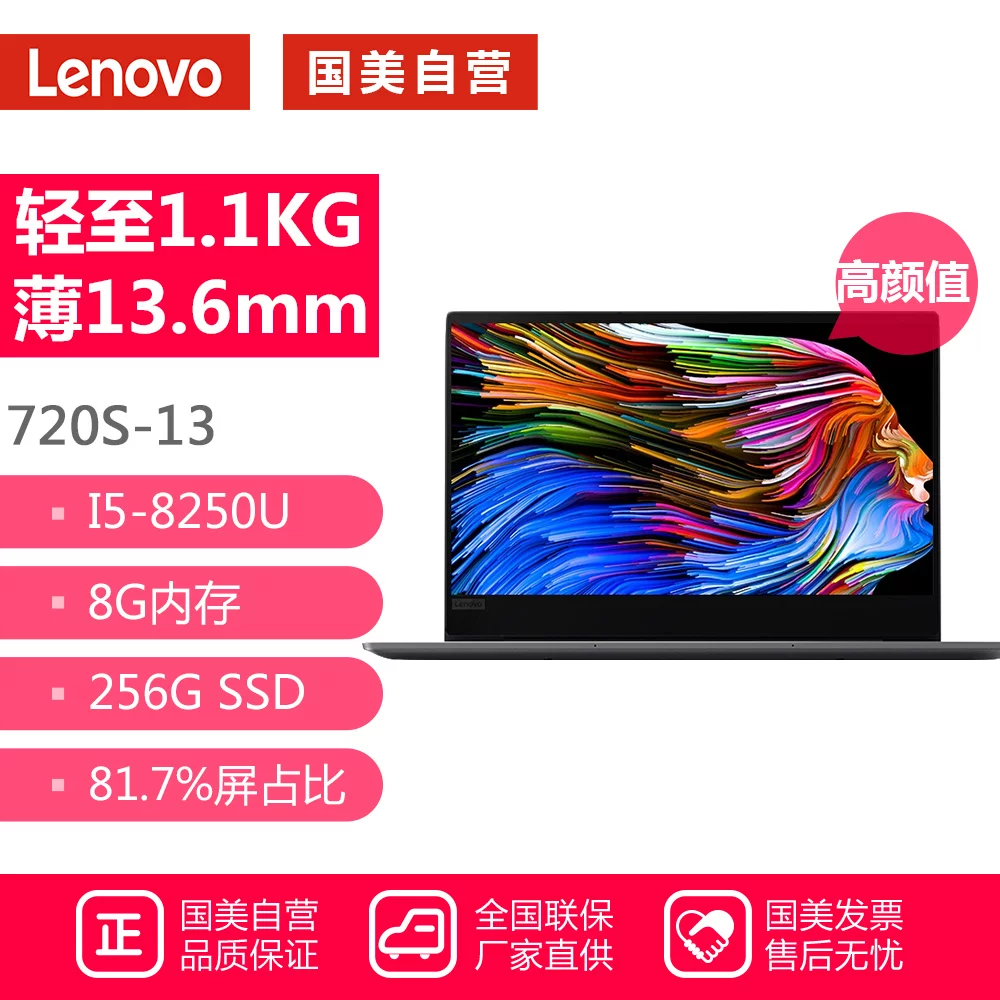 Lenovo
国美自营
轻至1.1KG
薄13.6mm
高颜值
720S-13
I5-8250U
8G内存
256G SSD
81.7%屏占比
Lenovo
正
国美自营
品质保证
全国联保
厂家直供
国美发票
售后无忧